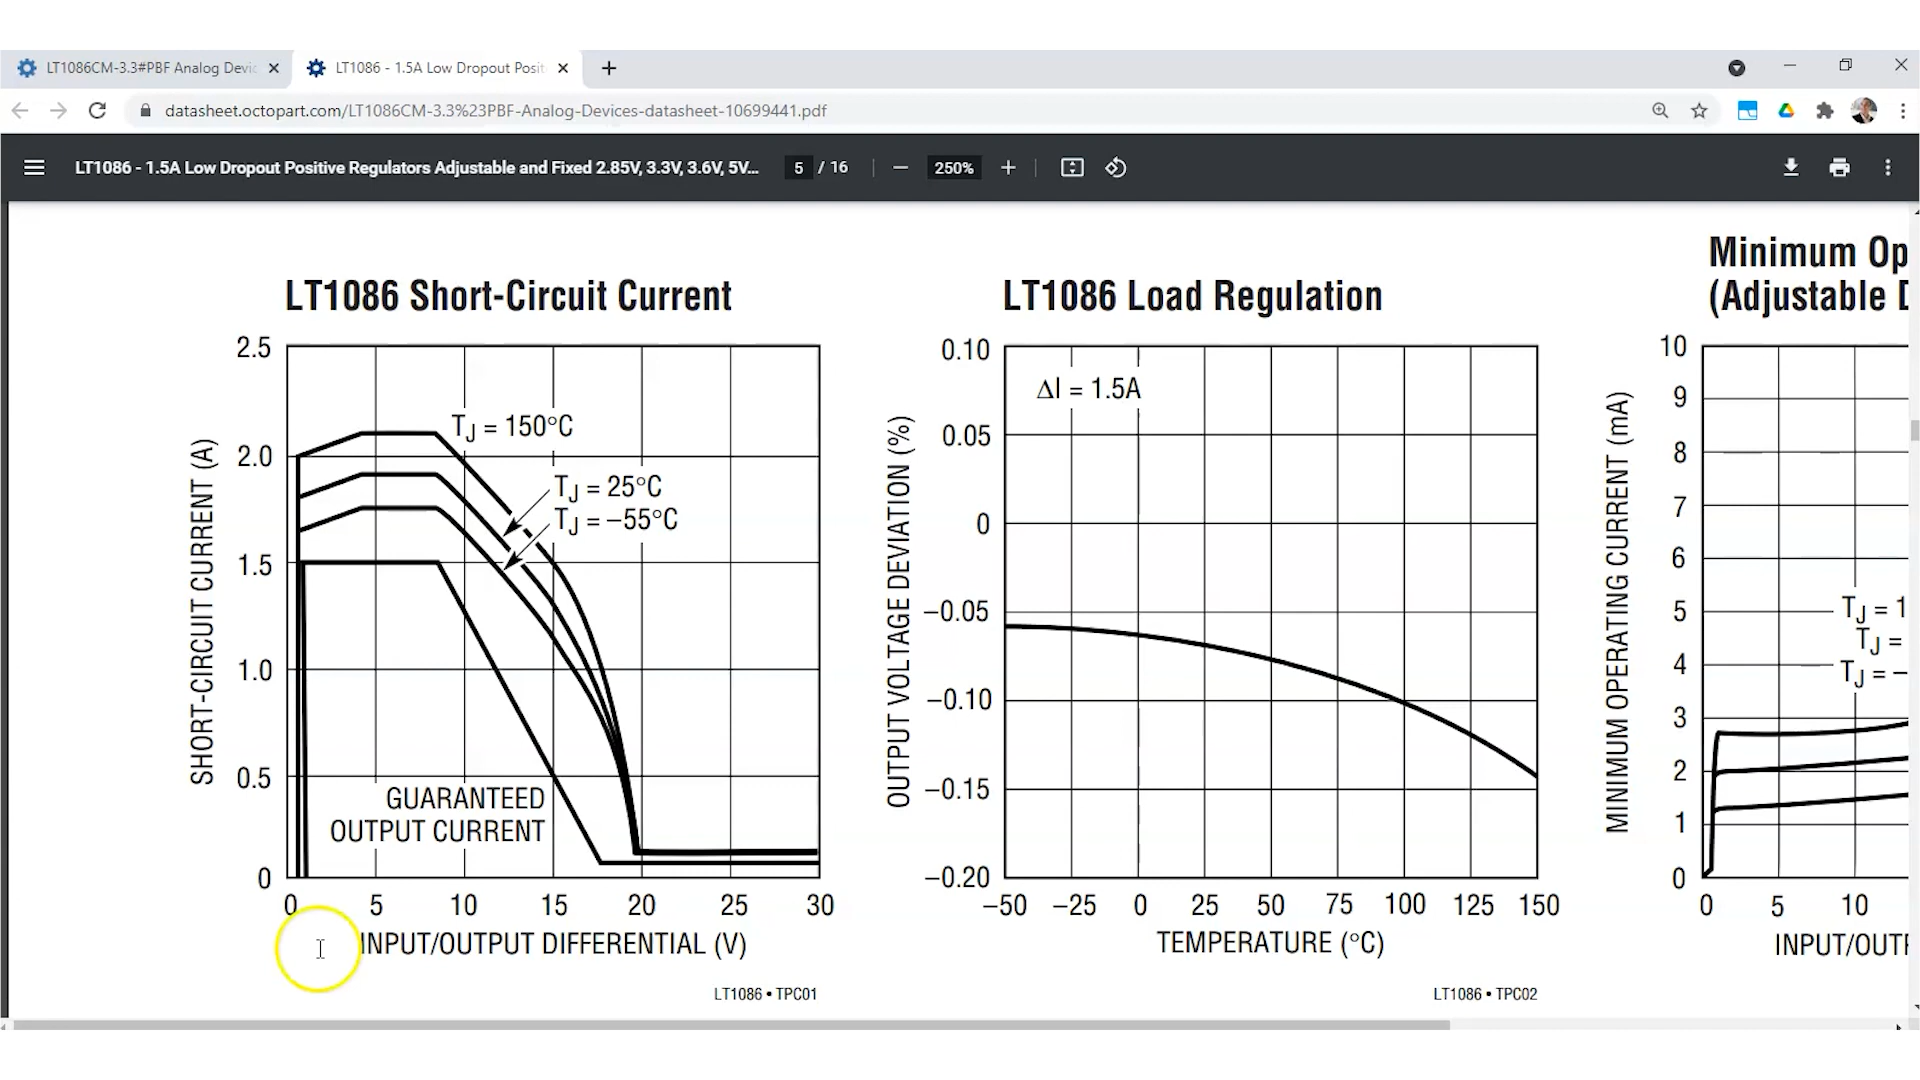 LT1086CM-3.3#PBF Analog Devic
LT1086 - 1.5A Low Dropout Posit
datasheet.octopart.com/LT1086CM-3.3%23PBF-Analog-Devices-datasheet-10699441.pdf
LT1086 - 1.5A Low Dropout Positive Regulators Adjustable and Fixed 2.85V, 3.3V, 3.6V, 5V...
5 / 16
250%
LT1086 Short-Circuit Current
SHORT-CIRCUIT CURRENT (A)
2.5
2.0
1.5
1.0
0.5
0
TJ = 150°C
TJ = 25°C
TJ = –55°C
GUARANTEED
OUTPUT CURRENT
0 5 10 15 20 25 30
INPUT/OUTPUT DIFFERENTIAL (V)
LT1086 • TPC01
LT1086 Load Regulation
OUTPUT VOLTAGE DEVIATION (%)
0.10
0.05
0
–0.05
–0.10
–0.15
–0.20
ΔI = 1.5A
–50 –25 0 25 50 75 100 125 150
TEMPERATURE (°C)
LT1086 • TPC02
Minimum Op
(Adjustable D
MINIMUM OPERATING CURRENT (mA)
10
9
8
7
6
5
4
3
2
1
0
TJ = 1
TJ =
TJ = –
0 5 10
INPUT/OUT